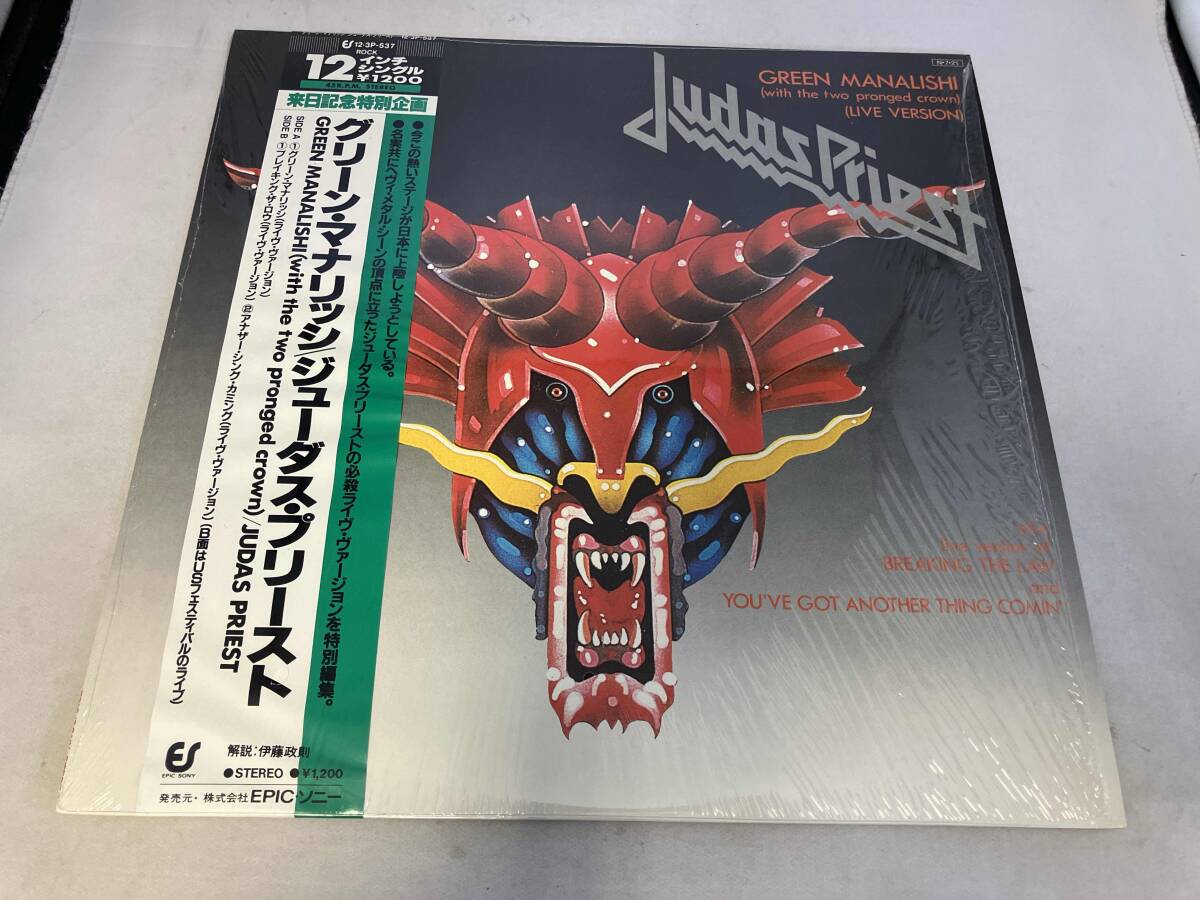 12・3P-537
ROCK
12インチシングル
¥1200
45R.P.M. STEREO
来日記念特別企画
●今この熱いステージが日本に上陸しようとしている。
●名実共にヘヴィ・メタル・シーンの頂点に立ったジューダス・プリーストの必殺ライヴ・ヴァージョンを特別編集。
グリーン・マナリッシ/ジューダス・プリースト
GREEN MANALISHI(with the two pronged crown)/JUDAS PRIEST
SIDE A ①グリーン・マナリッシ(ライヴ・ヴァージョン)
SIDE B ①ブレイキング・ザ・ロウ(ライヴ・ヴァージョン) ②アナザー・シング・カミング(ライヴ・ヴァージョン) (B面はUSフェスティバルのライブ)
ES
EPIC SONY
解説:伊藤政則
●STEREO ●¥1,200
発売元・株式会社EPIC・ソニー
GREEN MANALISHI
(with the two pronged crown)
(LIVE VERSION)
Judas Priest
live version of
BREAKING THE LAW
and
YOU'VE GOT ANOTHER THING COMIN'